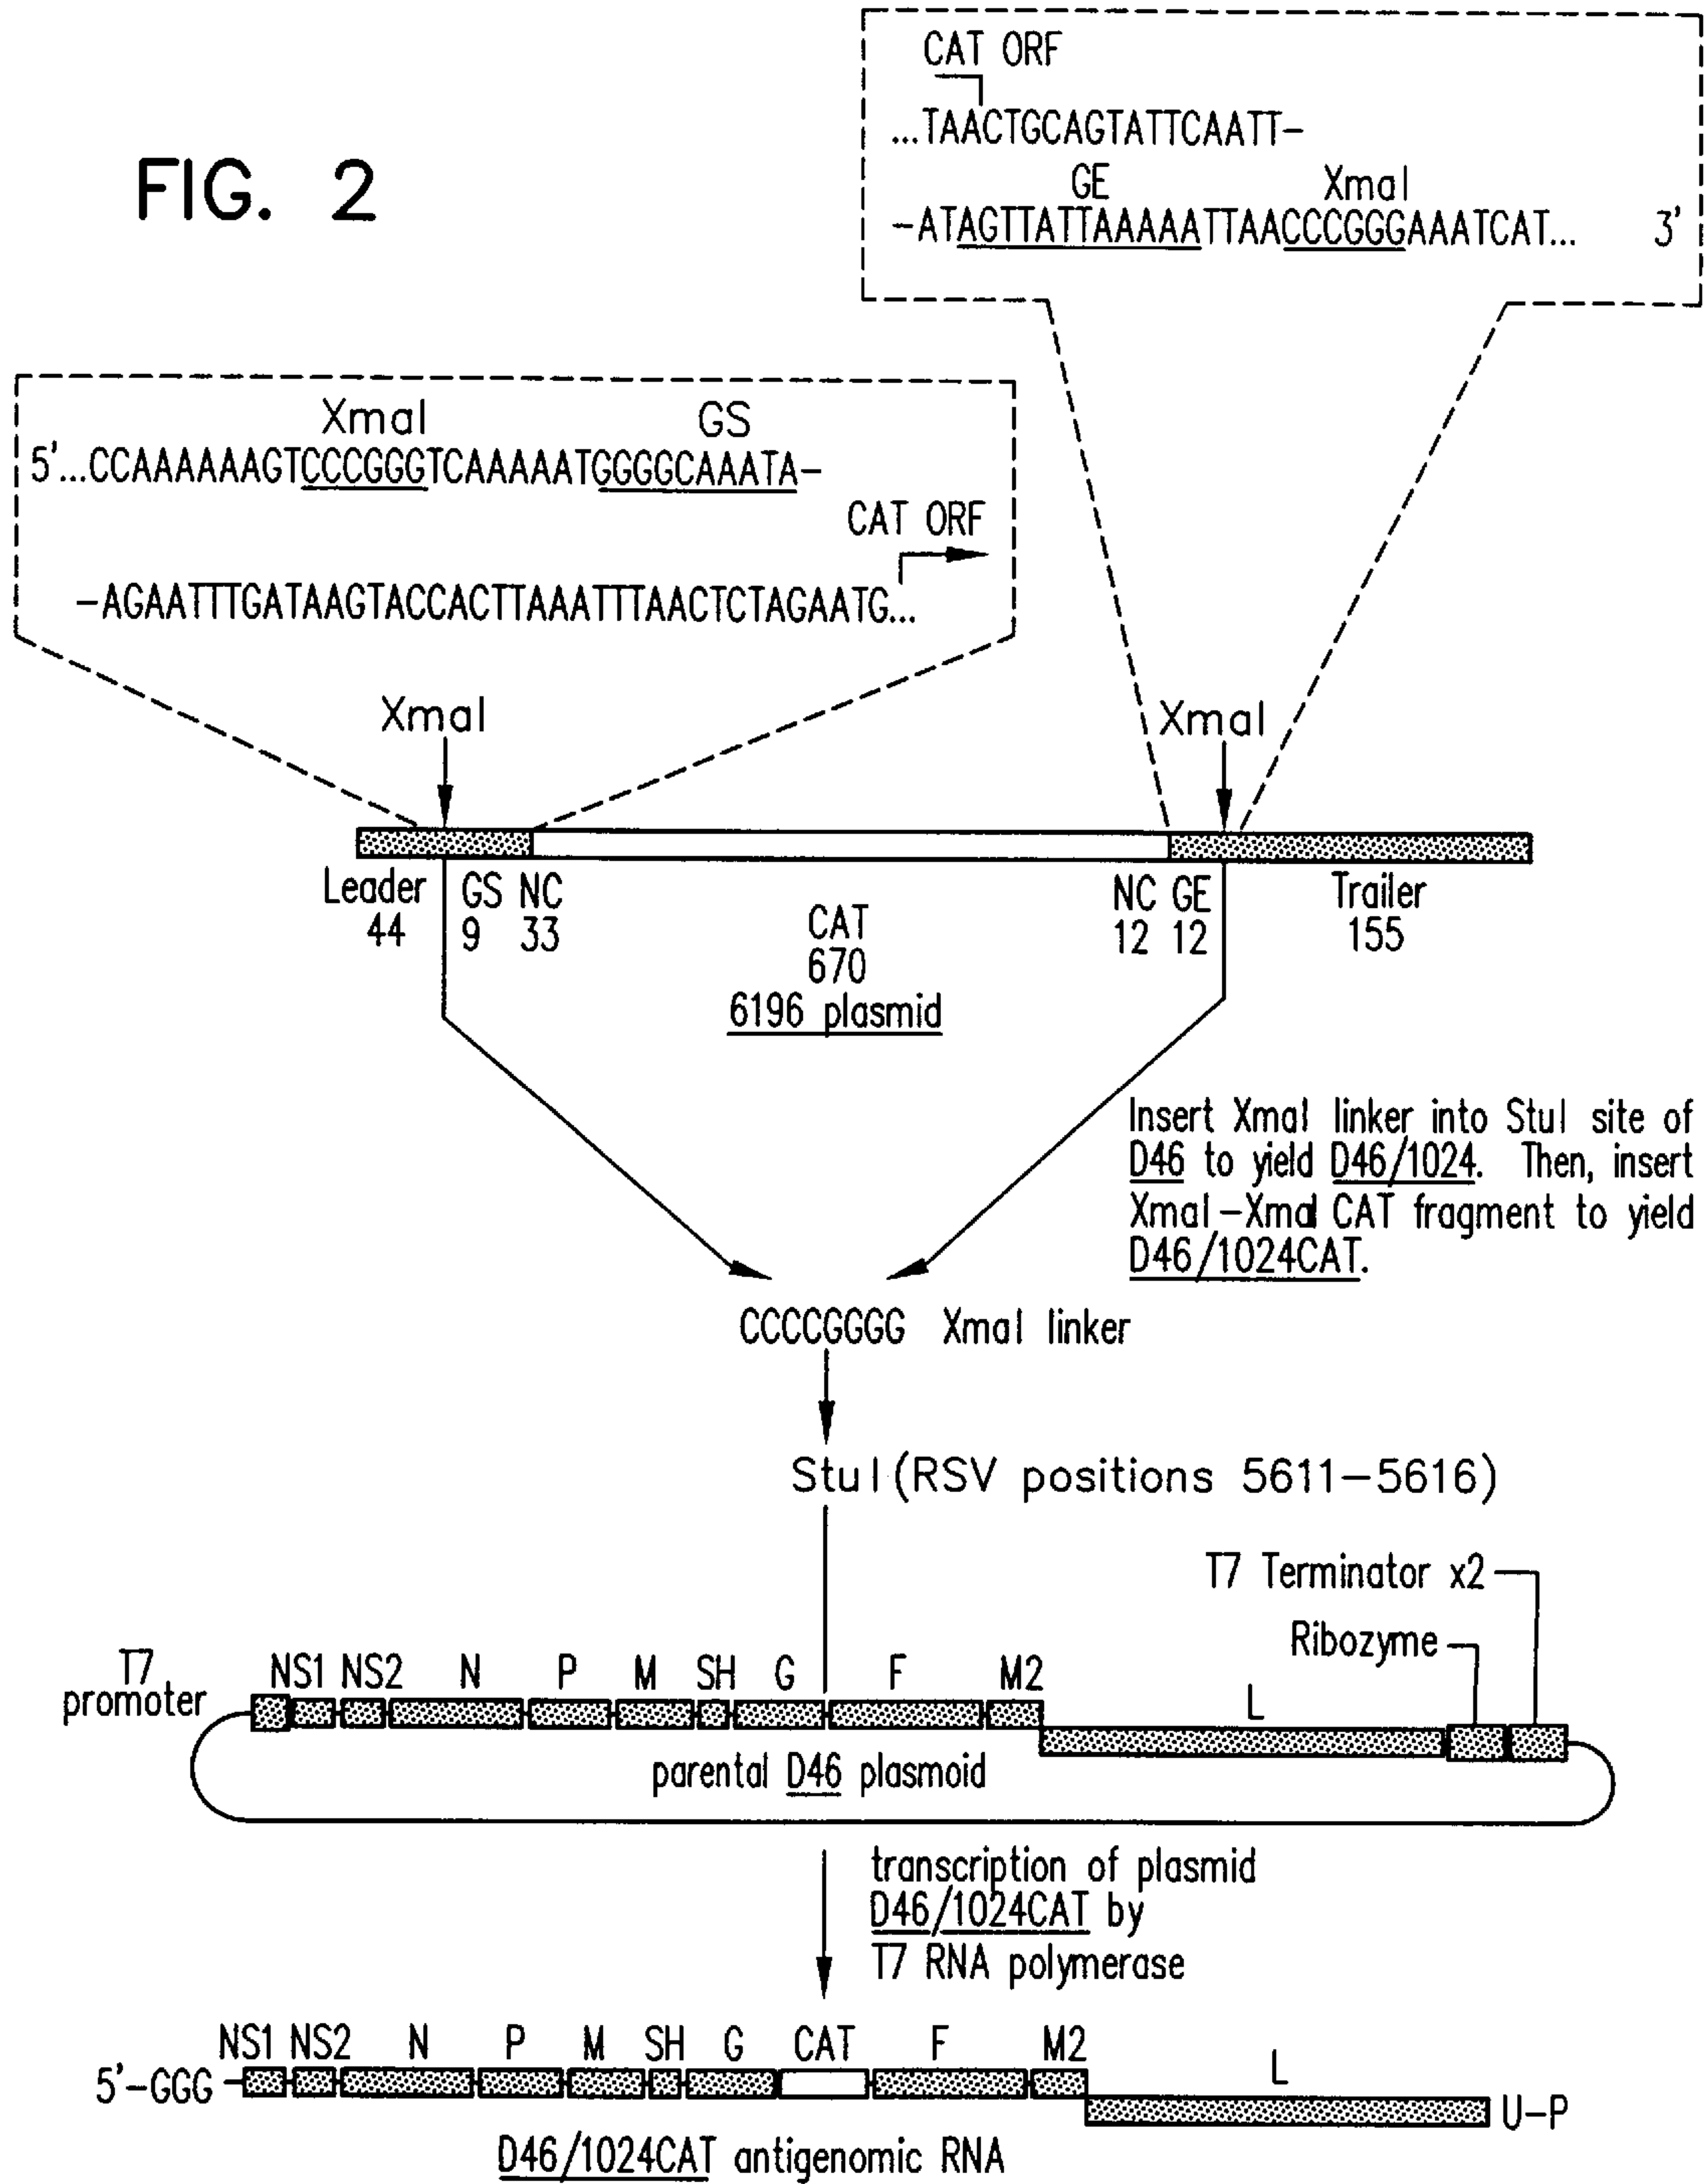 FIG. 2
CAT ORF
...TAACTGCAGTATTCAATT-
GE XmaI
-ATAGTTATTAAAAATTAACCCGGGAAATCAT... 3'
XmaI GS
5'...CCAAAAAAGTCCCGGGTCAAAAATGGGGCAAATA-
CAT ORF
-AGAATTTGATAAGTACCACTTAAATTTAACTCTAGAATG...
XmaI XmaI
Leader GS NC NC GE Trailer
44 9 33 12 12 155
CAT
670
6196 plasmid
Insert XmaI linker into StuI site of
D46 to yield D46/1024. Then, insert
XmaI-XmaI CAT fragment to yield
D46/1024CAT.
CCCCGGGG XmaI linker
StuI (RSV positions 5611-5616)
T7 Terminator x2
Ribozyme
T7
promoter
NS1 NS2 N P M SH G F M2 L
parental D46 plasmoid
transcription of plasmid
D46/1024CAT by
T7 RNA polymerase
NS1 NS2 N P M SH G CAT F M2 L
5'-GGG U-P
D46/1024CAT antigenomic RNA